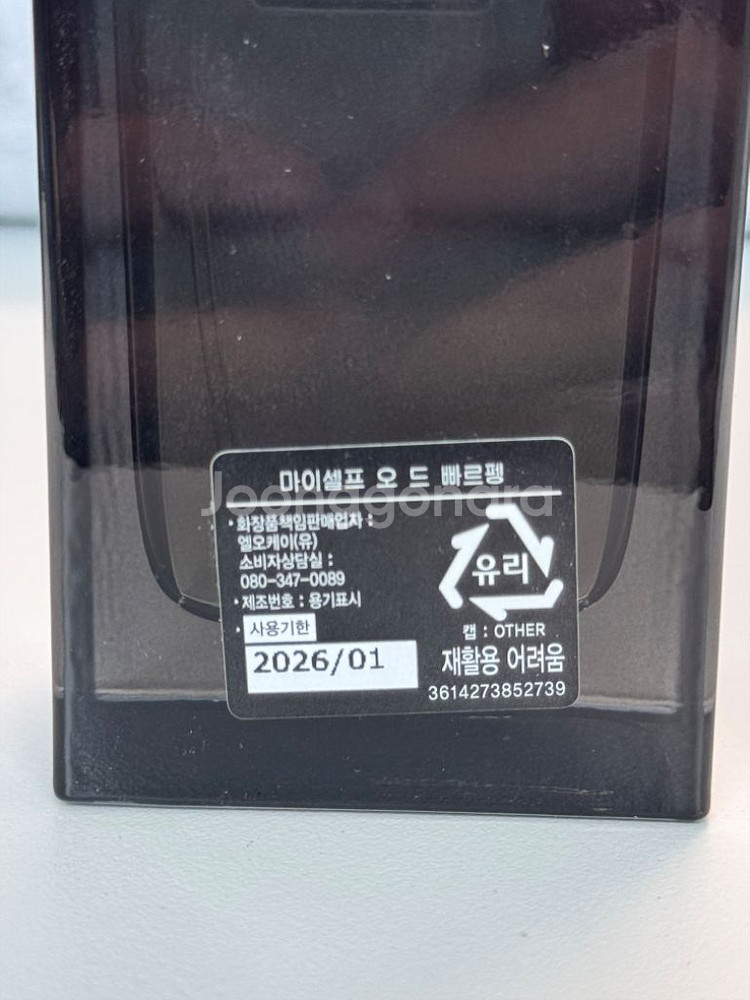 마이셀프 오 드 빠르펭
Joonggonara
· 화장품책임판매업자 :
엘오케이(유)
소비자상담실 :
080-347-0089
· 제조번호 : 용기표시
· 사용기한
2026/01
유리
캡 : OTHER
재활용 어려움
3614273852739